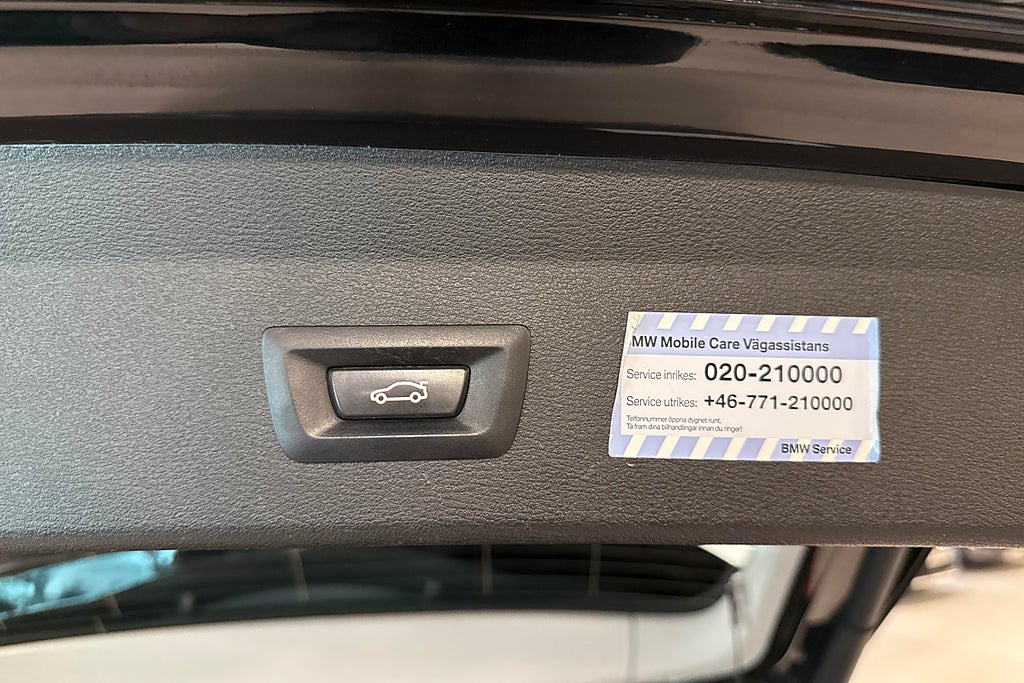 MW Mobile Care Vägassistans
Service inrikes: 020-210000
Service utrikes: +46-771-210000
Telfonnummer öppna dygnet runt,
Ta fram dina bilhandlingar innan du ringer!
BMW Service